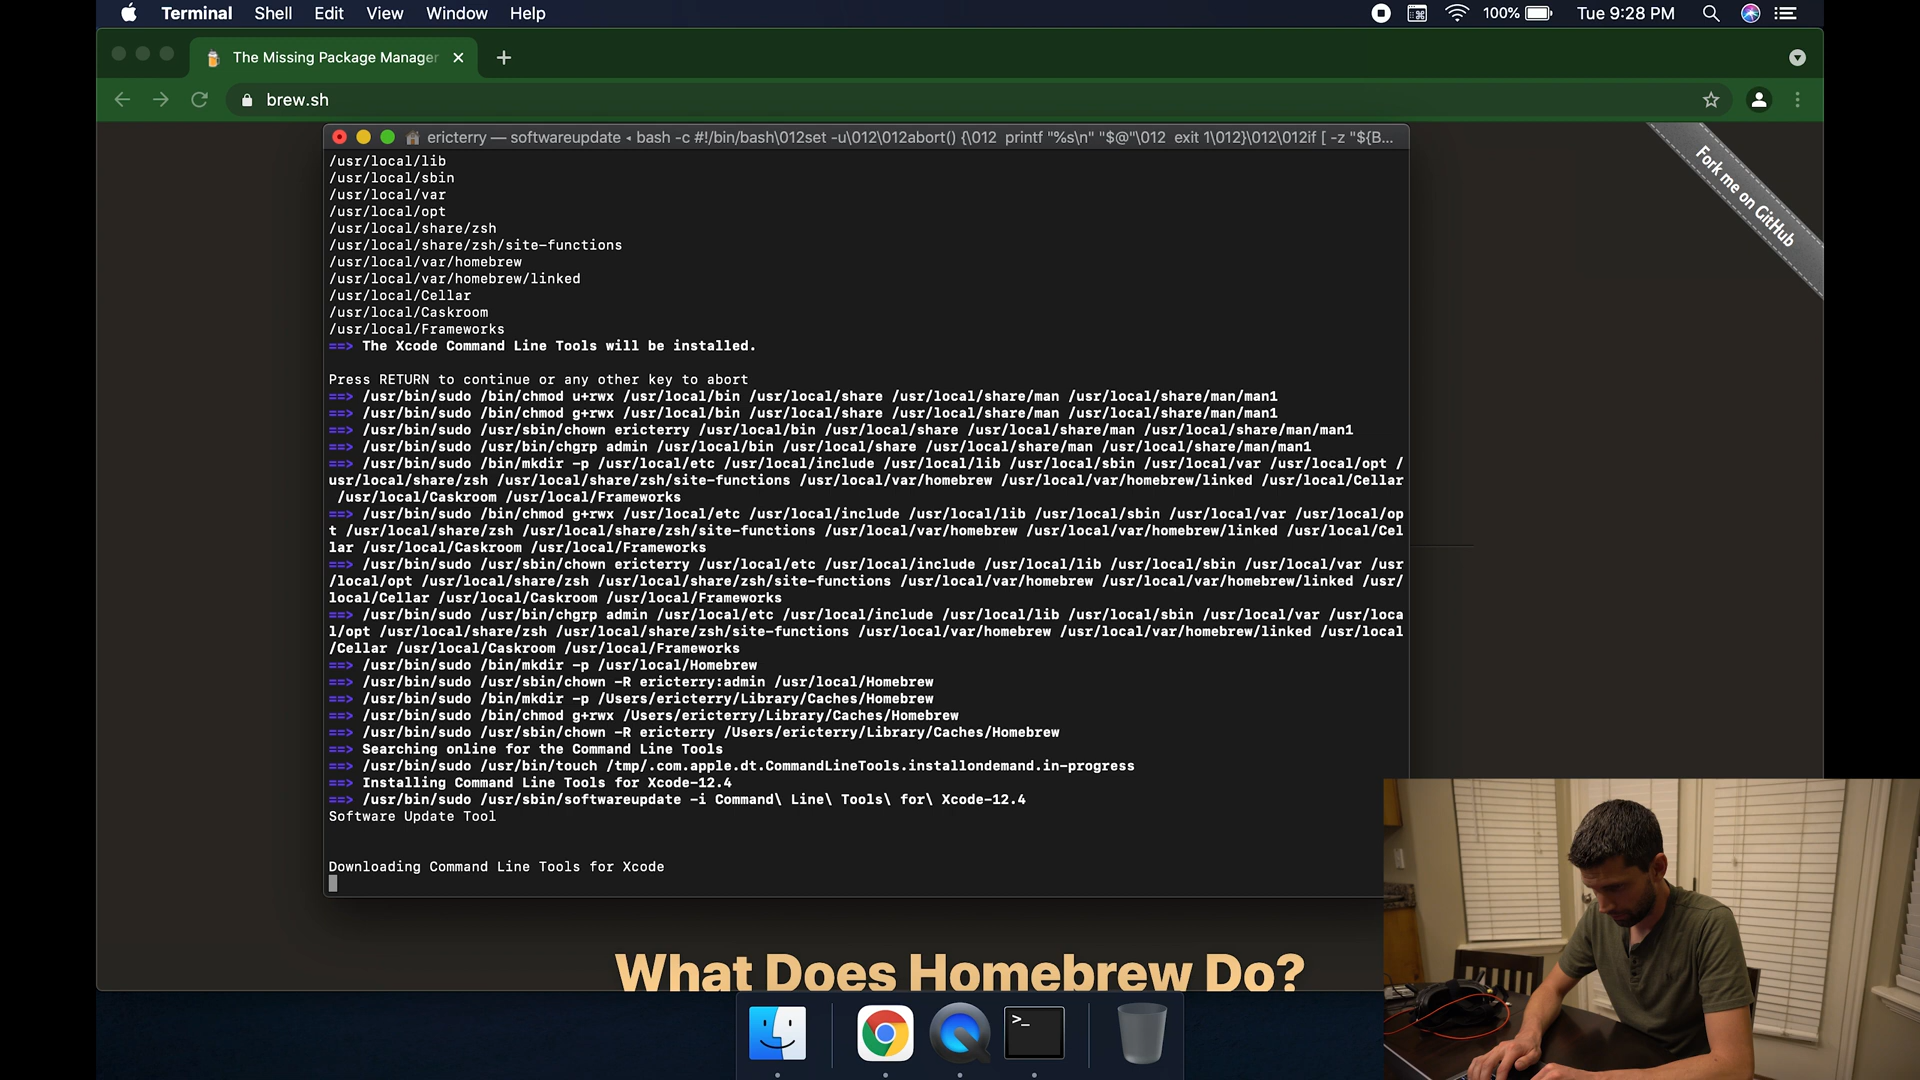 Terminal Shell Edit View Window Help 100% Tue 9:28 PM
The Missing Package Manager
brew.sh
ericterry — softwareupdate ◂ bash -c #!/bin/bash\012set -u\012\012abort() {\012  printf "%s\n" "$@"\012  exit 1\012}\012\012if [ -z "${B...
/usr/local/lib
/usr/local/sbin
/usr/local/var
/usr/local/opt
/usr/local/share/zsh
/usr/local/share/zsh/site-functions
/usr/local/var/homebrew
/usr/local/var/homebrew/linked
/usr/local/Cellar
/usr/local/Caskroom
/usr/local/Frameworks
==> The Xcode Command Line Tools will be installed.
Press RETURN to continue or any other key to abort
==> /usr/bin/sudo /bin/chmod u+rwx /usr/local/bin /usr/local/share /usr/local/share/man /usr/local/share/man/man1
==> /usr/bin/sudo /bin/chmod g+rwx /usr/local/bin /usr/local/share /usr/local/share/man /usr/local/share/man/man1
==> /usr/bin/sudo /usr/sbin/chown ericterry /usr/local/bin /usr/local/share /usr/local/share/man /usr/local/share/man/man1
==> /usr/bin/sudo /usr/bin/chgrp admin /usr/local/bin /usr/local/share /usr/local/share/man /usr/local/share/man/man1
==> /usr/bin/sudo /bin/mkdir -p /usr/local/etc /usr/local/include /usr/local/lib /usr/local/sbin /usr/local/var /usr/local/opt /
usr/local/share/zsh /usr/local/share/zsh/site-functions /usr/local/var/homebrew /usr/local/var/homebrew/linked /usr/local/Cellar
/usr/local/Caskroom /usr/local/Frameworks
==> /usr/bin/sudo /bin/chmod g+rwx /usr/local/etc /usr/local/include /usr/local/lib /usr/local/sbin /usr/local/var /usr/local/op
t /usr/local/share/zsh /usr/local/share/zsh/site-functions /usr/local/var/homebrew /usr/local/var/homebrew/linked /usr/local/Cel
lar /usr/local/Caskroom /usr/local/Frameworks
==> /usr/bin/sudo /usr/sbin/chown ericterry /usr/local/etc /usr/local/include /usr/local/lib /usr/local/sbin /usr/local/var /usr
/local/opt /usr/local/share/zsh /usr/local/share/zsh/site-functions /usr/local/var/homebrew /usr/local/var/homebrew/linked /usr/
local/Cellar /usr/local/Caskroom /usr/local/Frameworks
==> /usr/bin/sudo /usr/bin/chgrp admin /usr/local/etc /usr/local/include /usr/local/lib /usr/local/sbin /usr/local/var /usr/loca
l/opt /usr/local/share/zsh /usr/local/share/zsh/site-functions /usr/local/var/homebrew /usr/local/var/homebrew/linked /usr/local
/Cellar /usr/local/Caskroom /usr/local/Frameworks
==> /usr/bin/sudo /bin/mkdir -p /usr/local/Homebrew
==> /usr/bin/sudo /usr/sbin/chown -R ericterry:admin /usr/local/Homebrew
==> /usr/bin/sudo /bin/mkdir -p /Users/ericterry/Library/Caches/Homebrew
==> /usr/bin/sudo /bin/chmod g+rwx /Users/ericterry/Library/Caches/Homebrew
==> /usr/bin/sudo /usr/sbin/chown -R ericterry /Users/ericterry/Library/Caches/Homebrew
==> Searching online for the Command Line Tools
==> /usr/bin/sudo /usr/bin/touch /tmp/.com.apple.dt.CommandLineTools.installondemand.in-progress
==> Installing Command Line Tools for Xcode-12.4
==> /usr/bin/sudo /usr/sbin/softwareupdate -i Command\ Line\ Tools\ for\ Xcode-12.4
Software Update Tool
Downloading Command Line Tools for Xcode
Fork me on GitHub
What Does Homebrew Do?
>_